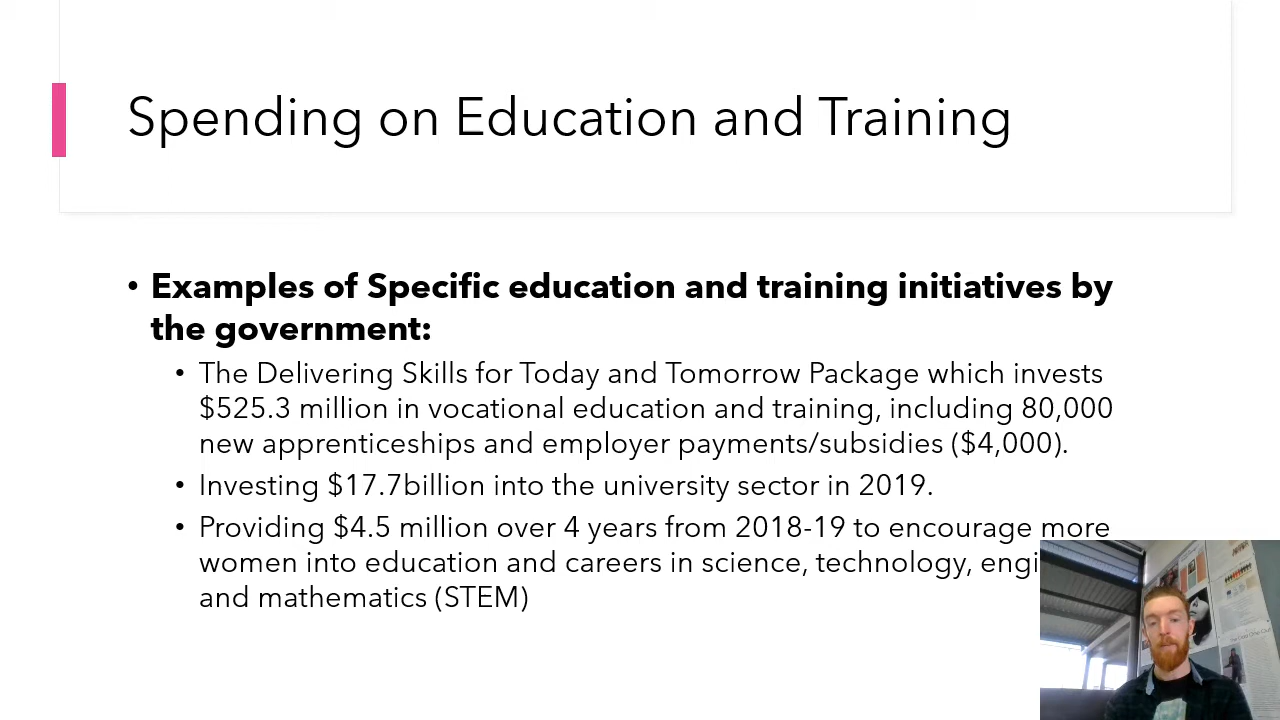 Spending on Education and Training
• Examples of Specific education and training initiatives by
the government:
• The Delivering Skills for Today and Tomorrow Package which invests
$525.3 million in vocational education and training, including 80,000
new apprenticeships and employer payments/subsidies ($4,000).
• Investing $17.7billion into the university sector in 2019.
• Providing $4.5 million over 4 years from 2018-19 to encourage more
women into education and careers in science, technology,
and mathematics (STEM)